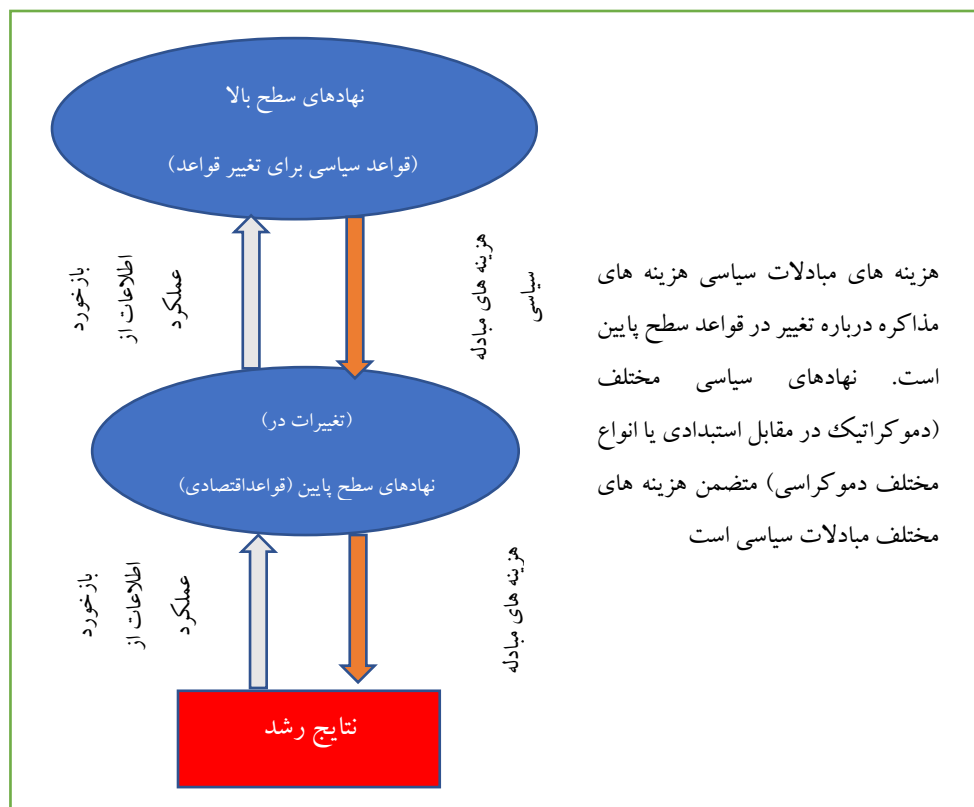 نهادهای سطح بالا
(قواعد سیاسی برای تغییر قواعد)
بازخورد
اطلاعات از
عملکرد
هزینه های مبادله
سیاسی
هزینه های مبادلات سیاسی هزینه های
مذاکره درباره تغییر در قواعد سطح پایین
است. نهادهای سیاسی مختلف
(دموکراتیک در مقابل استبدادی یا انواع
مختلف دموکراسی) متضمن هزینه های
مختلف مبادلات سیاسی است
(تغییرات در)
نهادهای سطح پایین (قواعداقتصادی)
بازخورد
اطلاعات از
عملکرد
هزینه های مبادله
نتایج رشد